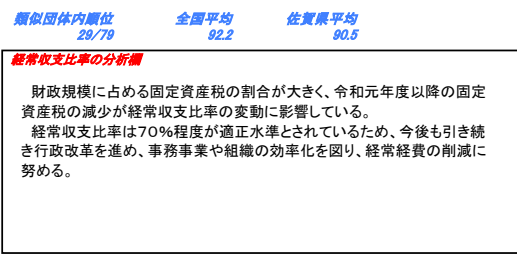 類似団体内順位 全国平均 佐賀県平均
29/79 92.2 90.5
経常収支比率の分析欄
財政規模に占める固定資産税の割合が大きく、令和元年度以降の固定
資産税の減少が経常収支比率の変動に影響している。
経常収支比率は70%程度が適正水準とされているため、今後も引き続
き行政改革を進め、事務事業や組織の効率化を図り、経常経費の削減に
努める。